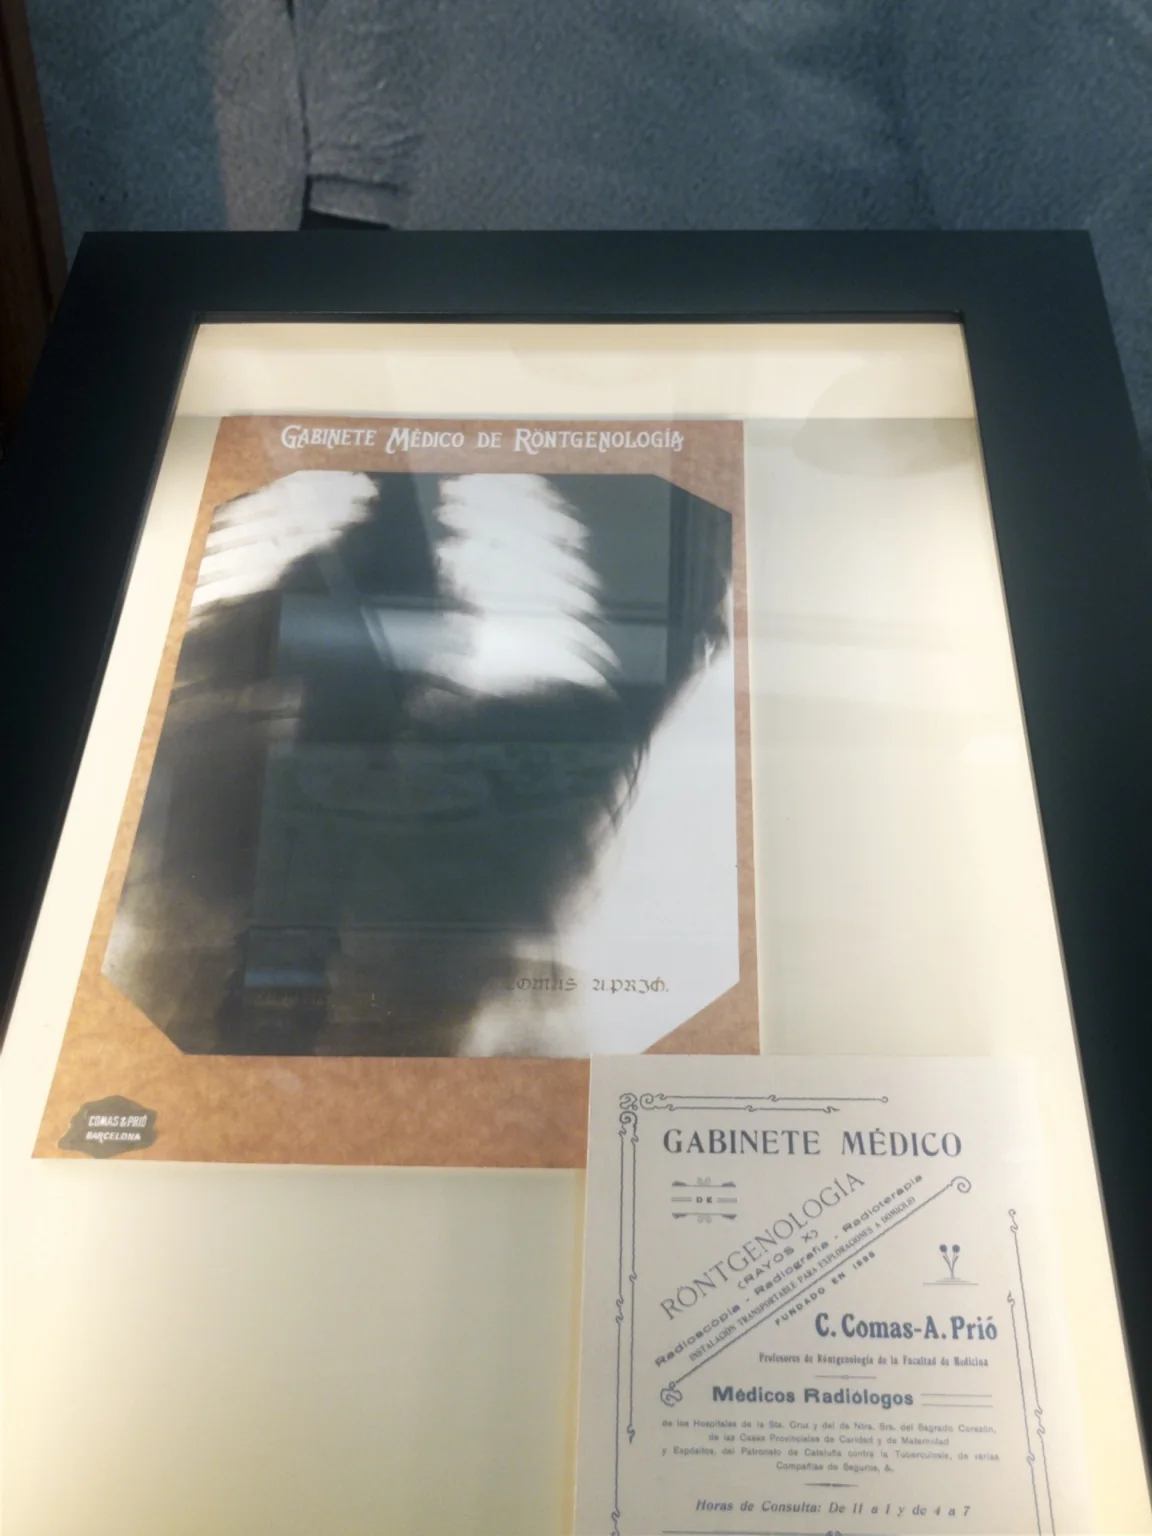 GABINETE MÉDICO DE RÖNTGENOLOGÍA
COMAS A. PRIÓ.
COMAS & PRIÓ
BARCELONA
GABINETE MÉDICO
DE
RÖNTGENOLOGÍA
(RAYOS X)
Radioscopia - Radiografía - Radioterapia
INSTALACIÓN TRANSPORTABLE PARA EXPLORACIONES A DOMICILIO
FUNDADO EN 1898
C. Comas-A. Prió
Profesores de Röntgenología de la Facultad de Medicina
Médicos Radiólogos
de los Hospitales de la Sta. Cruz y del de Ntra. Sra. del Sagrado Corazón,
de las Casas Provinciales de Caridad y de Maternidad
y Expósitos, del Patronato de Cataluña contra la Tuberculosis, de varias
Compañías de Seguros, &.
Horas de Consulta: De 11 a 1 y de 4 a 7